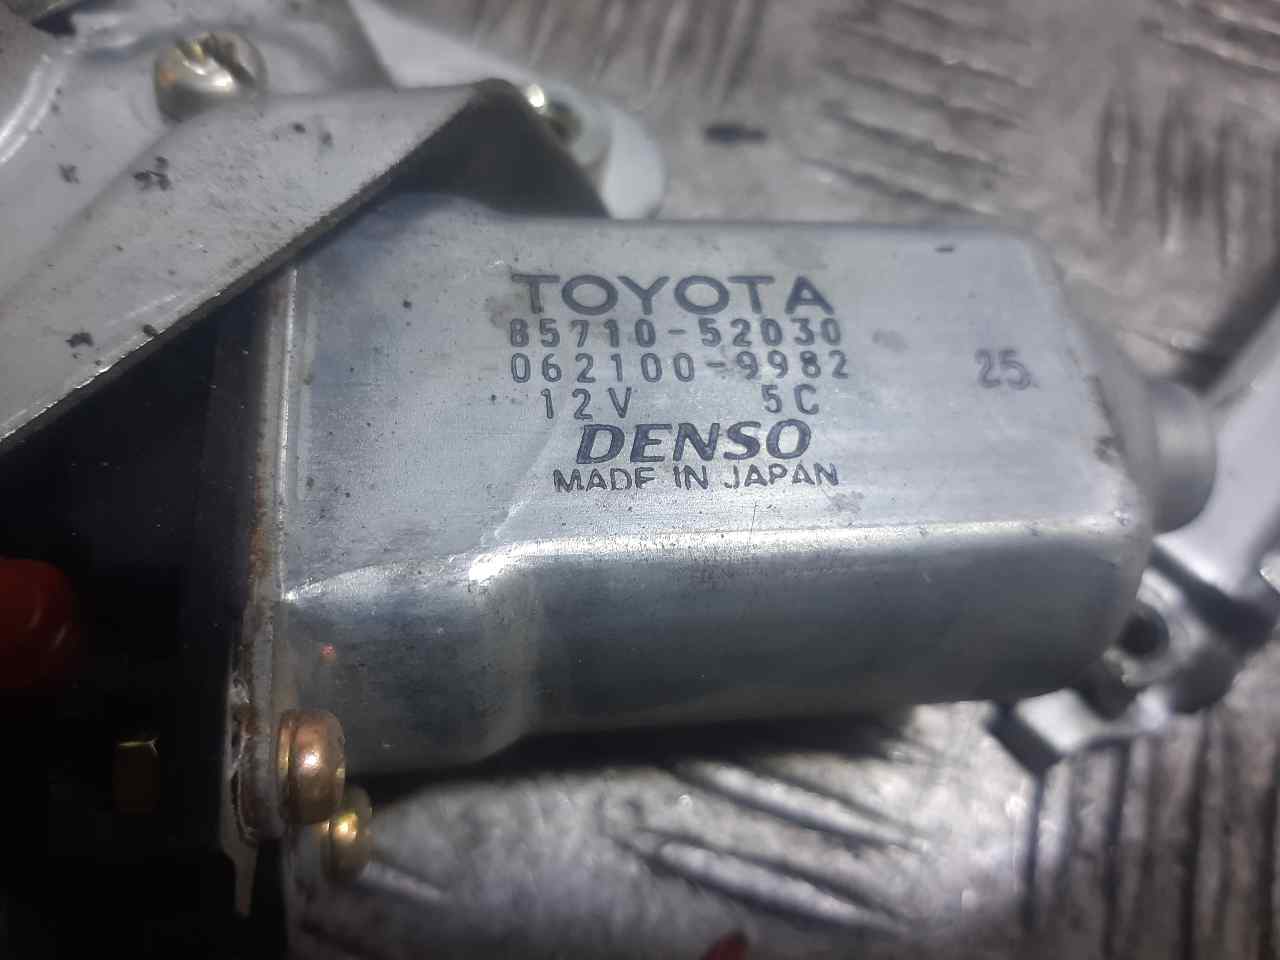 TOYOTA
85710-52030
062100-9982
25
12V 5C
DENSO
MADE IN JAPAN